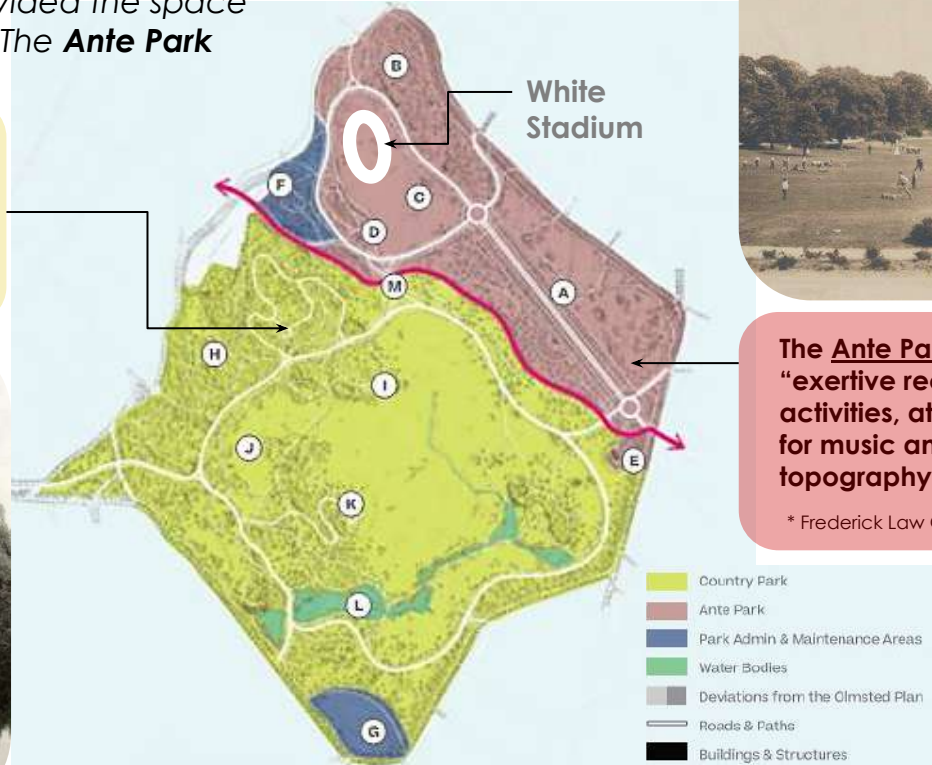 vided the space
The Ante Park
White
Stadium
B
F
C
D
A
M
H
I
E
J
K
L
G
The Ante Pa
“exertive rec
activities, at
for music an
topography
* Frederick Law
Country Park
Ante Park
Park Admin & Maintenance Areas
Water Bodies
Deviations from the Olmsted Plan
Roads & Paths
Buildings & Structures